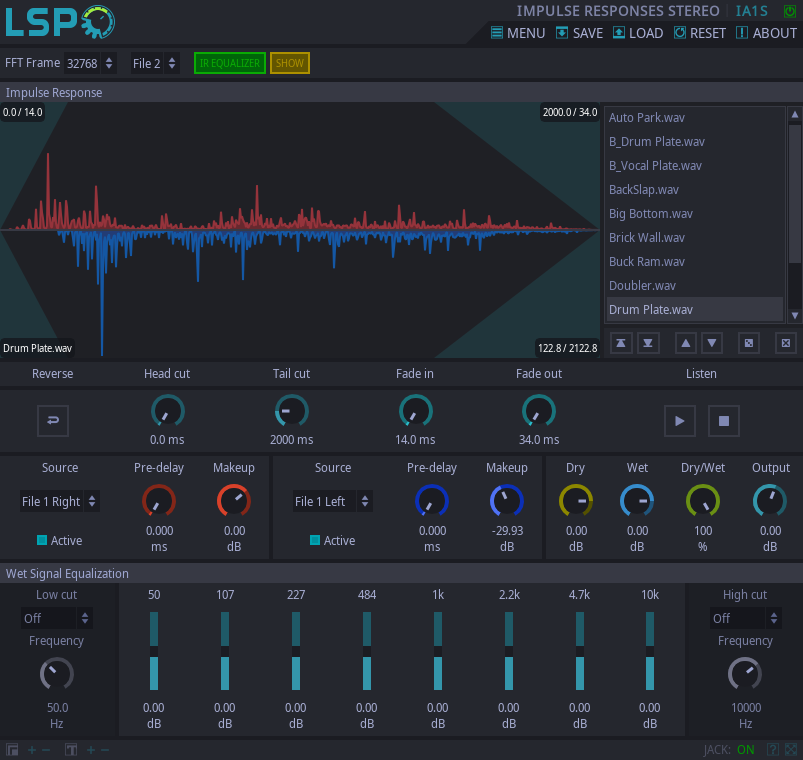 LSP
IMPULSE RESPONSES STEREO IA1S
MENU SAVE LOAD RESET ABOUT
FFT Frame 32768 File 2 IR EQUALIZER SHOW
Impulse Response
0.0 / 14.0 2000.0 / 34.0
Auto Park.wav
B_Drum Plate.wav
B_Vocal Plate.wav
BackSlap.wav
Big Bottom.wav
Brick Wall.wav
Buck Ram.wav
Doubler.wav
Drum Plate.wav
Drum Plate.wav 122.8 / 2122.8
Reverse Head cut Tail cut Fade in Fade out Listen
0.0 ms 2000 ms 14.0 ms 34.0 ms
Source Pre-delay Makeup Source Pre-delay Makeup Dry Wet Dry/Wet Output
File 1 Right File 1 Left
0.000 0.00 0.000 -29.93 0.00 0.00 100 0.00
Active ms dB Active ms dB dB dB % dB
Wet Signal Equalization
Low cut 50 107 227 484 1k 2.2k 4.7k 10k High cut
Off Off
Frequency Frequency
50.0 0.00 0.00 0.00 0.00 0.00 0.00 0.00 0.00 10000
Hz dB dB dB dB dB dB dB dB Hz
T JACK: ON ?